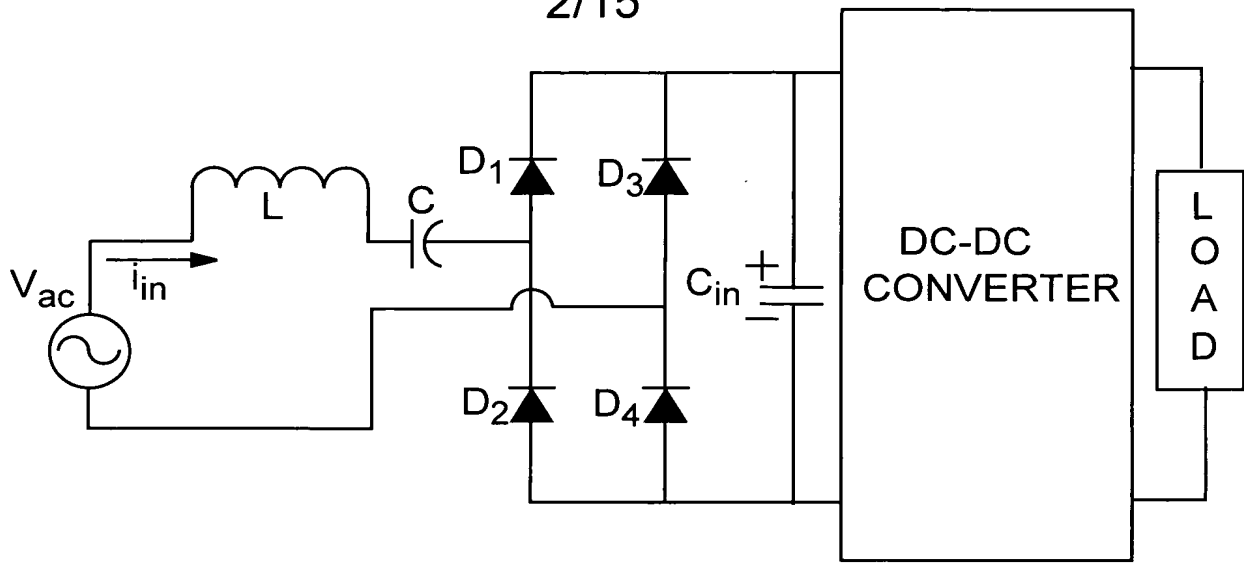 2/15
L
C
D1
D3
Vac
iin
Cin
+
−
D2
D4
DC-DC
CONVERTER
L
O
A
D